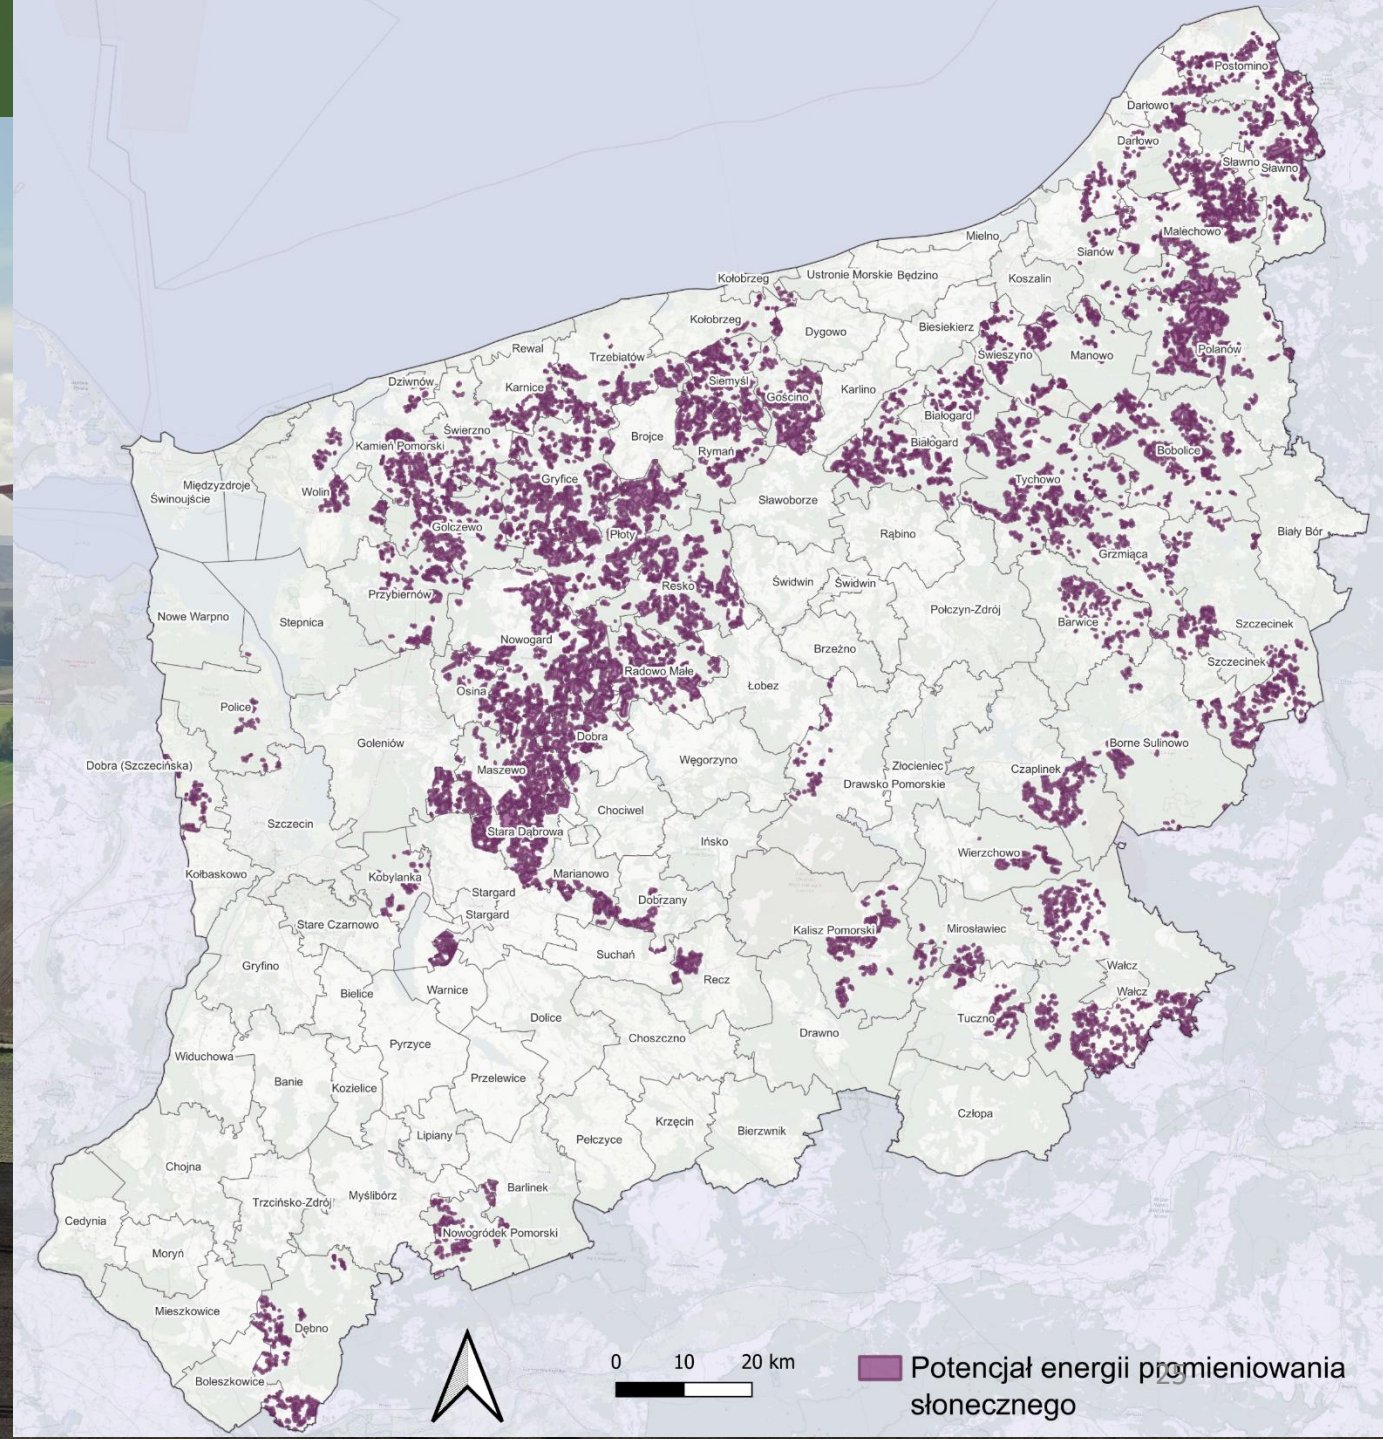 Postomino
Darłowo
Darłowo
Sławno
Sławno
Malechowo
Mielno
Sianów
Kołobrzeg
Ustronie Morskie
Będzino
Koszalin
Kołobrzeg
Dygowo
Biesiekierz
Rewal
Trzebiatów
Świeszyno
Manowo
Polanów
Dziwnów
Karnice
Siemyśl
Gościno
Karlino
Białogard
Świerzno
Brojce
Białogard
Kamień Pomorski
Rymań
Bobolice
Międzyzdroje
Świnoujście
Wolin
Gryfice
Tychowo
Sławoborze
Golczewo
Płoty
Rąbino
Biały Bór
Grzmiąca
Resko
Świdwin
Świdwin
Przybiernów
Połczyn-Zdrój
Nowe Warpno
Stepnica
Barwice
Szczecinek
Nowogard
Brzeżno
Szczecinek
Radowo Małe
Łobez
Osina
Police
Goleniów
Dobra
Borne Sulinowo
Węgorzyno
Dobra (Szczecińska)
Maszewo
Złocieniec
Czaplinek
Drawsko Pomorskie
Chociwel
Szczecin
Stara Dąbrowa
Ińsko
Wierzchowo
Kołbaskowo
Kobylanka
Marianowo
Stargard
Dobrzany
Stargard
Stare Czarnowo
Kalisz Pomorski
Mirosławiec
Suchań
Gryfino
Recz
Wałcz
Bielice
Warnice
Wałcz
Dolice
Tuczno
Drawno
Choszczno
Pyrzyce
Widuchowa
Banie
Kozielice
Przelewice
Człopa
Krzęcin
Bierzwnik
Lipiany
Pełczyce
Chojna
Barlinek
Trzcińsko-Zdrój
Myślibórz
Cedynia
Nowogródek Pomorski
Moryń
Mieszkowice
Dębno
Boleszkowice
0 10 20 km
Potencjał energii promieniowania
słonecznego
25